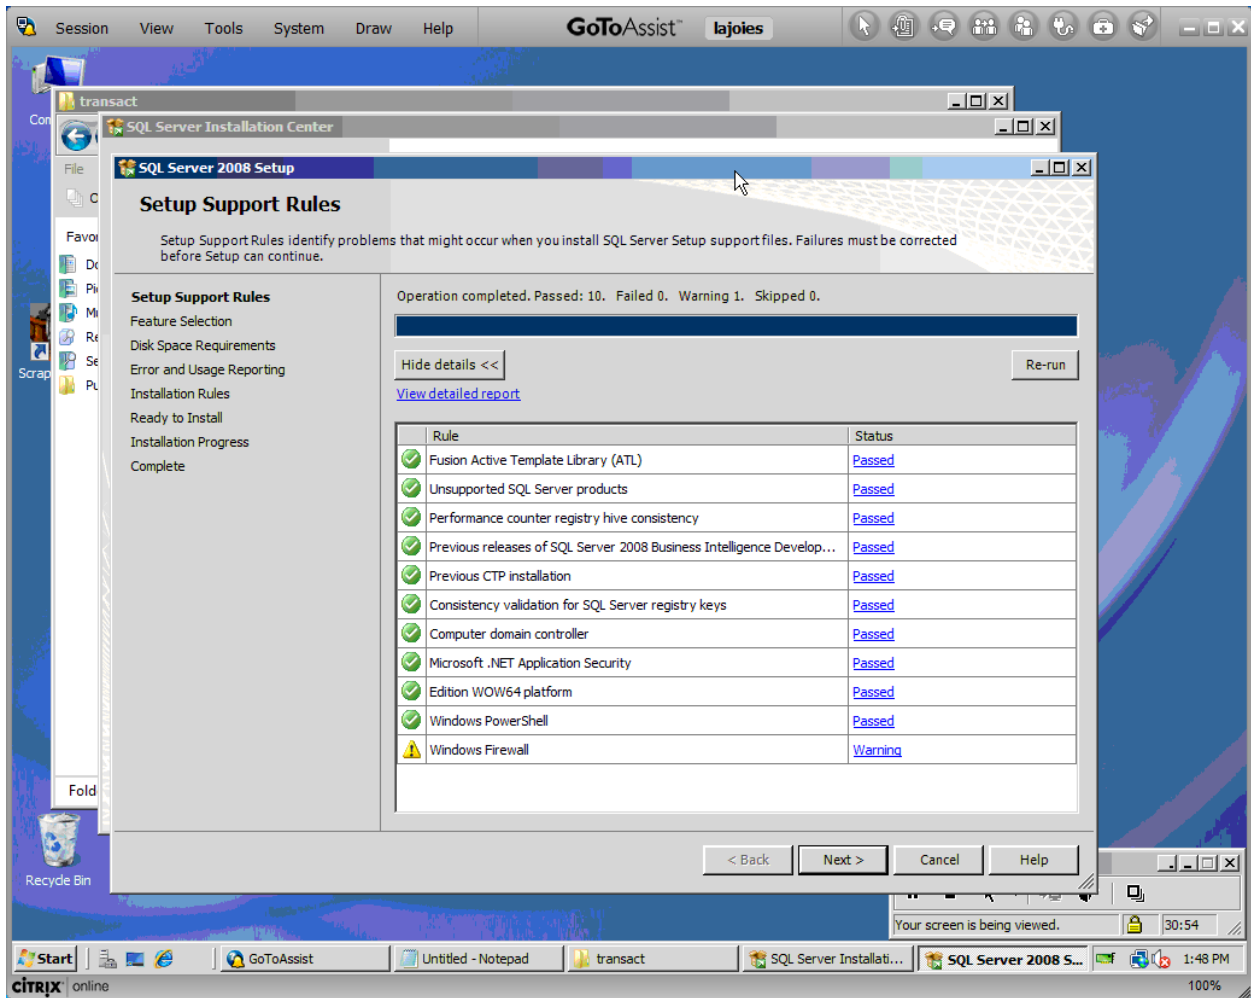 Session View Tools System Draw Help GoToAssist™ lajoies
transact
Con
SQL Server Installation Center
File
SQL Server 2008 Setup
Setup Support Rules
Setup Support Rules identify problems that might occur when you install SQL Server Setup support files. Failures must be corrected
before Setup can continue.
Favor
Do
Pi
Mu
Re
Se
Pu
Scrap
Fold
Setup Support Rules
Feature Selection
Disk Space Requirements
Error and Usage Reporting
Installation Rules
Ready to Install
Installation Progress
Complete
Operation completed. Passed: 10. Failed 0. Warning 1. Skipped 0.
Hide details << Re-run
View detailed report
Rule Status
Fusion Active Template Library (ATL) Passed
Unsupported SQL Server products Passed
Performance counter registry hive consistency Passed
Previous releases of SQL Server 2008 Business Intelligence Develop... Passed
Previous CTP installation Passed
Consistency validation for SQL Server registry keys Passed
Computer domain controller Passed
Microsoft .NET Application Security Passed
Edition WOW64 platform Passed
Windows PowerShell Passed
Windows Firewall Warning
< Back Next > Cancel Help
Recycle Bin
Your screen is being viewed. 30:54
Start GoToAssist Untitled - Notepad transact SQL Server Installati... SQL Server 2008 S... 1:48 PM
CITRIX online 100%